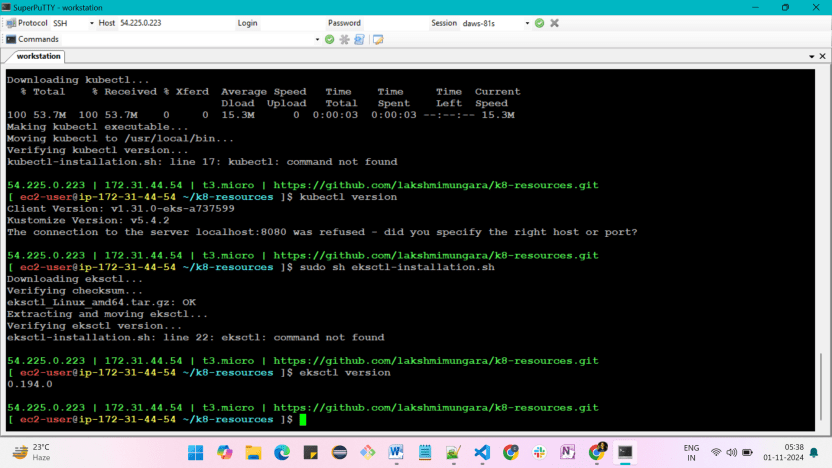 SuperPuTTY - workstation
Protocol SSH Host 54.225.0.223 Login Password Session daws-81s
Commands
workstation
Downloading kubectl...
% Total % Received % Xferd Average Speed Time Time Time Current
Dload Upload Total Spent Left Speed
100 53.7M 100 53.7M 0 0 15.3M 0 0:00:03 0:00:03 --:--:-- 15.3M
Making kubectl executable...
Moving kubectl to /usr/local/bin...
Verifying kubectl version...
kubectl-installation.sh: line 17: kubectl: command not found
54.225.0.223 | 172.31.44.54 | t3.micro | https://github.com/lakshmimungara/k8-resources.git
[ ec2-user@ip-172-31-44-54 ~/k8-resources ]$ kubectl version
Client Version: v1.31.0-eks-a737599
Kustomize Version: v5.4.2
The connection to the server localhost:8080 was refused - did you specify the right host or port?
54.225.0.223 | 172.31.44.54 | t3.micro | https://github.com/lakshmimungara/k8-resources.git
[ ec2-user@ip-172-31-44-54 ~/k8-resources ]$ sudo sh eksctl-installation.sh
Downloading eksctl...
Verifying checksum...
eksctl_Linux_amd64.tar.gz: OK
Extracting and moving eksctl...
Verifying eksctl version...
eksctl-installation.sh: line 22: eksctl: command not found
54.225.0.223 | 172.31.44.54 | t3.micro | https://github.com/lakshmimungara/k8-resources.git
[ ec2-user@ip-172-31-44-54 ~/k8-resources ]$ eksctl version
0.194.0
54.225.0.223 | 172.31.44.54 | t3.micro | https://github.com/lakshmimungara/k8-resources.git
[ ec2-user@ip-172-31-44-54 ~/k8-resources ]$
23°C
Haze
ENG
IN
05:38
01-11-2024